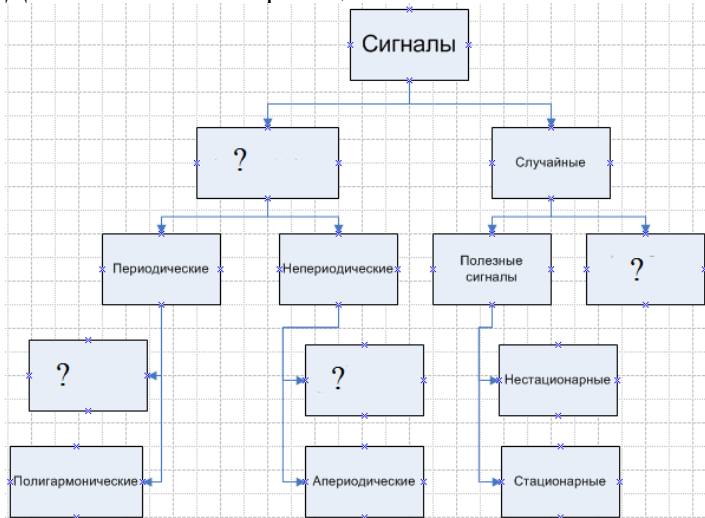 Сигналы
?
Случайные
Периодические
Непериодические
Полезные
сигналы
?
?
?
Нестационарные
Полигармонические
Апериодические
Стационарные